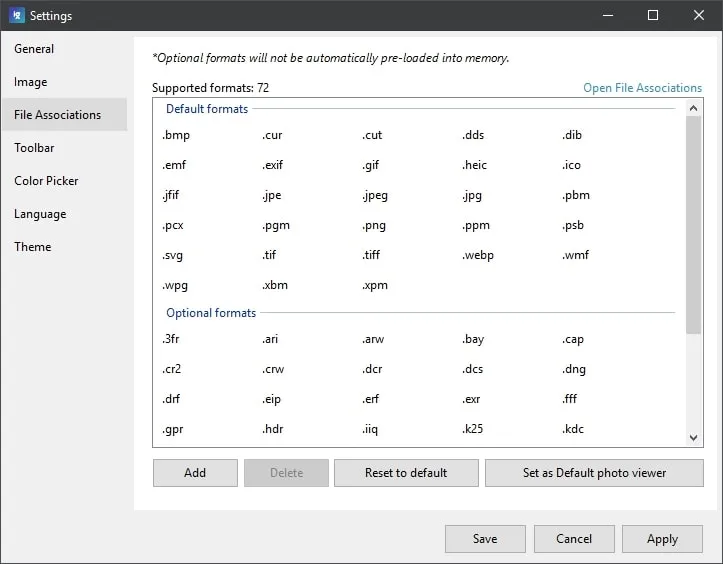 ig Settings
General
Image
File Associations
Toolbar
Color Picker
Language
Theme
*Optional formats will not be automatically pre-loaded into memory.
Supported formats: 72 Open File Associations
Default formats
.bmp .cur .cut .dds .dib
.emf .exif .gif .heic .ico
.jfif .jpe .jpeg .jpg .pbm
.pcx .pgm .png .ppm .psb
.svg .tif .tiff .webp .wmf
.wpg .xbm .xpm
Optional formats
.3fr .ari .arw .bay .cap
.cr2 .crw .dcr .dcs .dng
.drf .eip .erf .exr .fff
.gpr .hdr .iiq .k25 .kdc
Add Delete Reset to default Set as Default photo viewer
Save Cancel Apply